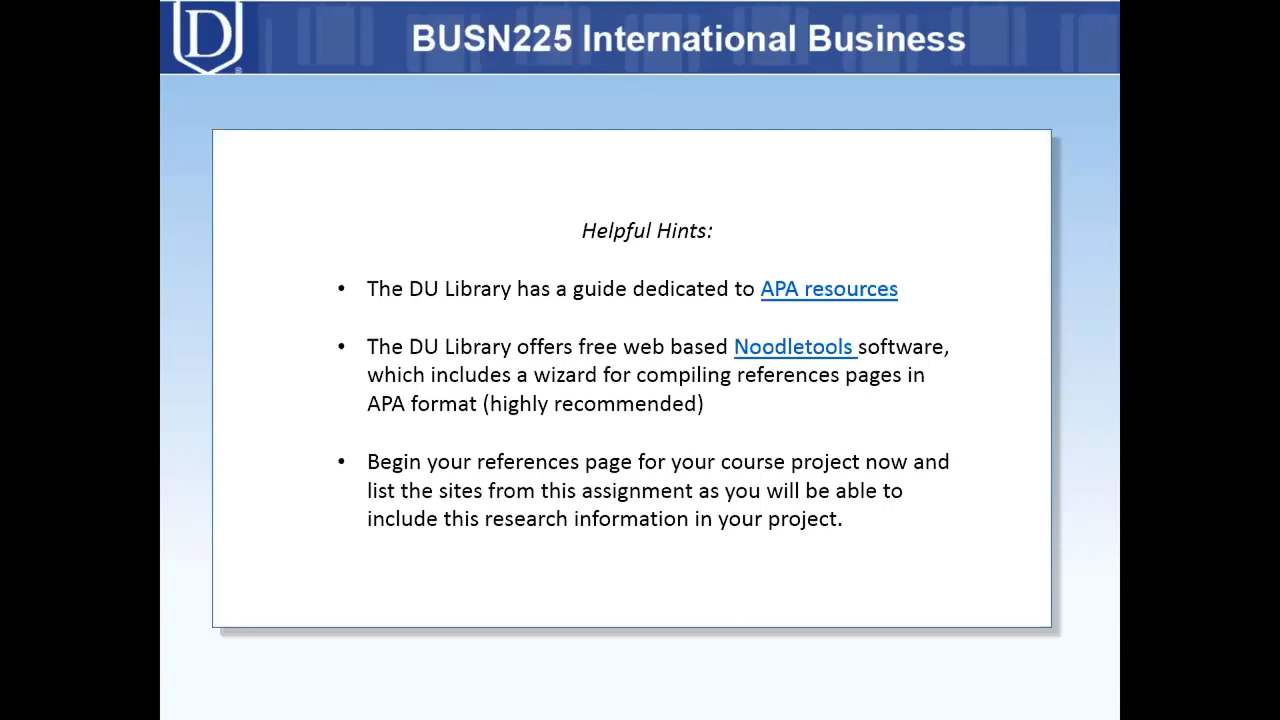 D
BUSN225 International Business
Helpful Hints:
• The DU Library has a guide dedicated to APA resources
• The DU Library offers free web based Noodletools software,
which includes a wizard for compiling references pages in
APA format (highly recommended)
• Begin your references page for your course project now and
list the sites from this assignment as you will be able to
include this research information in your project.